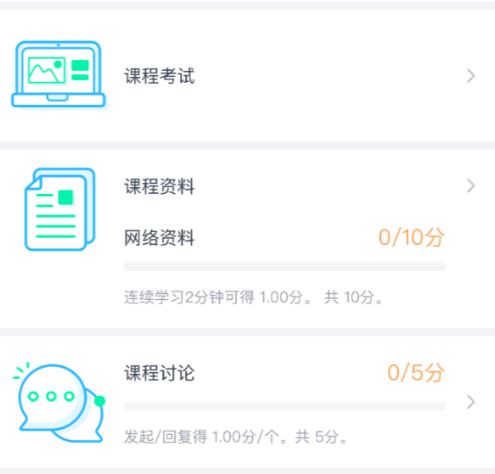 课程考试
课程资料
网络资料 0/10分
连续学习2分钟可得 1.00分。 共 10分。
课程讨论 0/5分
发起/回复得 1.00分/个。共 5分。